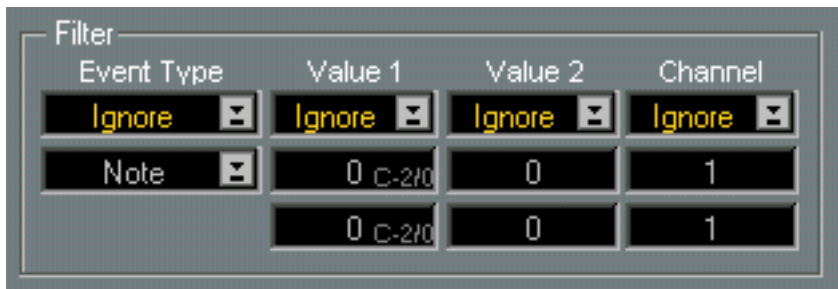 Filter
Event Type Value 1 Value 2 Channel
Ignore Ignore Ignore Ignore
Note 0 C-2/0 0 1
0 C-2/0 0 1